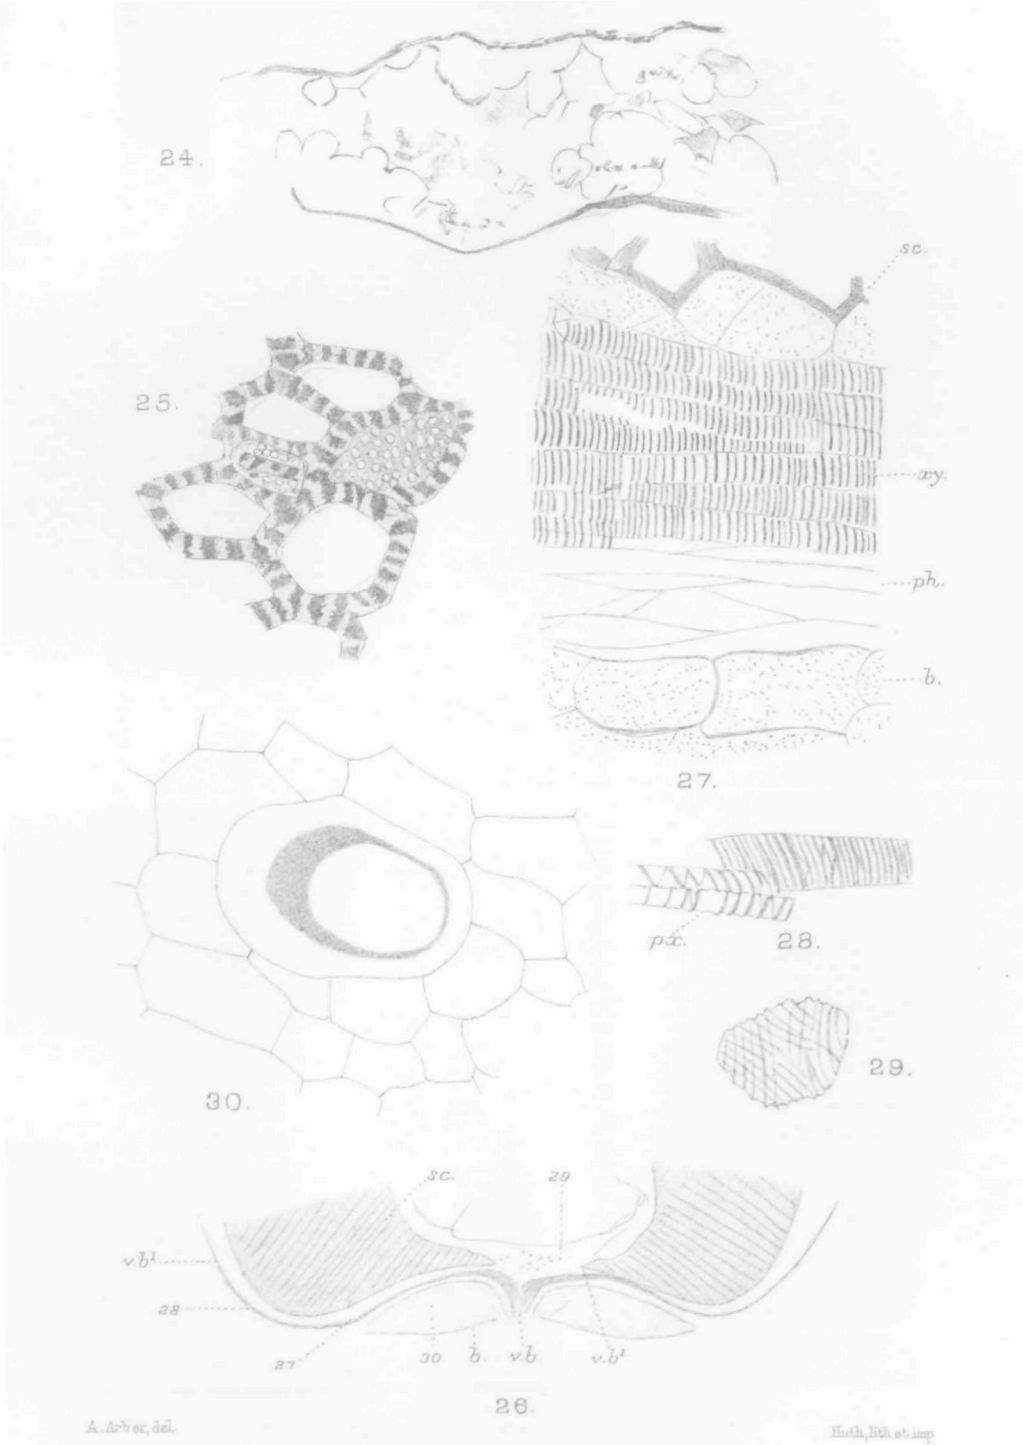 24.
sc.
25.
xy.
ph.
b.
27.
px.
28.
29.
30.
sc.
29
v.b¹
28
27
30
b.
v.b.
v.b¹
26.
A. Arber, del.
Huth, lith et imp